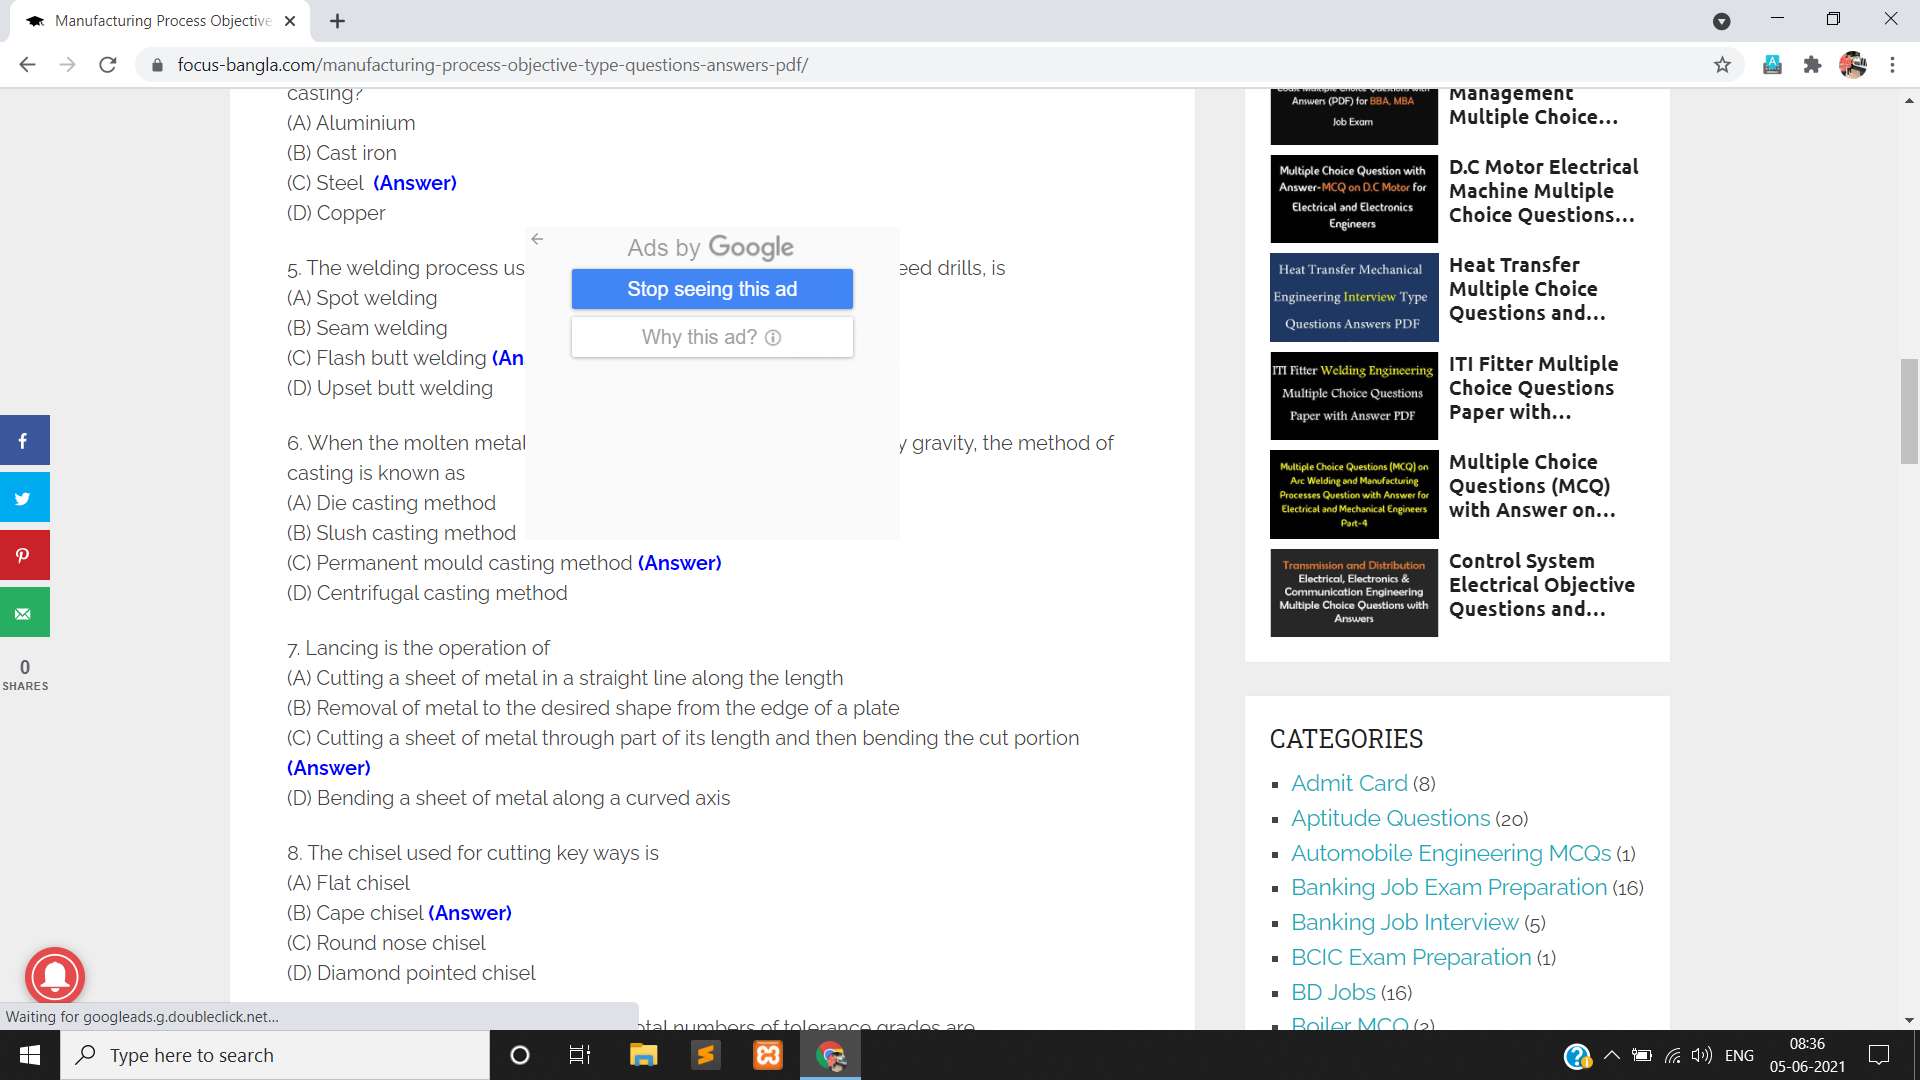 Manufacturing Process Objective
focus-bangla.com/manufacturing-process-objective-type-questions-answers-pdf/
casting?
(A) Aluminium
(B) Cast iron
(C) Steel (Answer)
(D) Copper
5. The welding process us
eed drills, is
(A) Spot welding
(B) Seam welding
(C) Flash butt welding (An
(D) Upset butt welding
Ads by Google
Stop seeing this ad
Why this ad?
6. When the molten metal
y gravity, the method of
casting is known as
(A) Die casting method
(B) Slush casting method
(C) Permanent mould casting method (Answer)
(D) Centrifugal casting method
7. Lancing is the operation of
(A) Cutting a sheet of metal in a straight line along the length
(B) Removal of metal to the desired shape from the edge of a plate
(C) Cutting a sheet of metal through part of its length and then bending the cut portion
(Answer)
(D) Bending a sheet of metal along a curved axis
8. The chisel used for cutting key ways is
(A) Flat chisel
(B) Cape chisel (Answer)
(C) Round nose chisel
(D) Diamond pointed chisel
otal numbers of tolerance grades are
0
SHARES
Answers (PDF) for BBA, MBA
Job Exam
Management
Multiple Choice...
Multiple Choice Question with
Answer-MCQ on D.C Motor for
Electrical and Electronics
Engineers
D.C Motor Electrical
Machine Multiple
Choice Questions...
Heat Transfer Mechanical
Engineering Interview Type
Questions Answers PDF
Heat Transfer
Multiple Choice
Questions and...
ITI Fitter Welding Engineering
Multiple Choice Questions
Paper with Answer PDF
ITI Fitter Multiple
Choice Questions
Paper with...
Multiple Choice Questions (MCQ) on
Arc Welding and Manufacturing
Processes Question with Answer for
Electrical and Mechanical Engineers
Part-4
Multiple Choice
Questions (MCQ)
with Answer on...
Transmission and Distribution
Electrical, Electronics &
Communication Engineering
Multiple Choice Questions with
Answers
Control System
Electrical Objective
Questions and...
CATEGORIES
Admit Card (8)
Aptitude Questions (20)
Automobile Engineering MCQs (1)
Banking Job Exam Preparation (16)
Banking Job Interview (5)
BCIC Exam Preparation (1)
BD Jobs (16)
Boiler MCQ (2)
Waiting for googleads.g.doubleclick.net...
Type here to search
ENG
08:36
05-06-2021